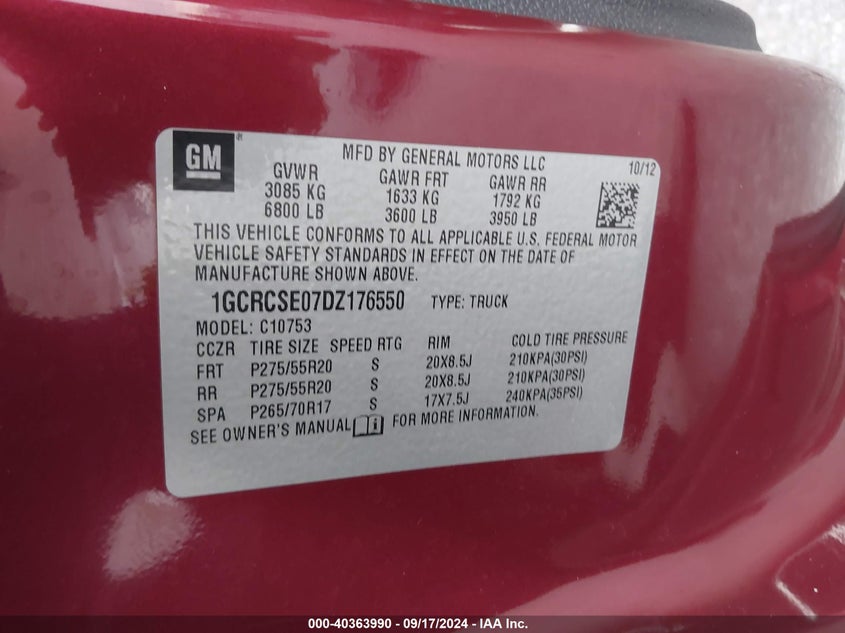 GM
MFD BY GENERAL MOTORS LLC
10/12
GVWR GAWR FRT GAWR RR
3085 KG 1633 KG 1792 KG
6800 LB 3600 LB 3950 LB
THIS VEHICLE CONFORMS TO ALL APPLICABLE U.S. FEDERAL MOTOR
VEHICLE SAFETY STANDARDS IN EFFECT ON THE DATE OF
MANUFACTURE SHOWN ABOVE.
1GCRCSE07DZ176550 TYPE: TRUCK
MODEL: C10753
CCZR TIRE SIZE SPEED RTG RIM COLD TIRE PRESSURE
FRT P275/55R20 S 20X8.5J 210KPA(30PSI)
RR P275/55R20 S 20X8.5J 210KPA(30PSI)
SPA P265/70R17 S 17X7.5J 240KPA(35PSI)
SEE OWNER'S MANUAL i FOR MORE INFORMATION.
000-40363990 - 09/17/2024 - IAA Inc.